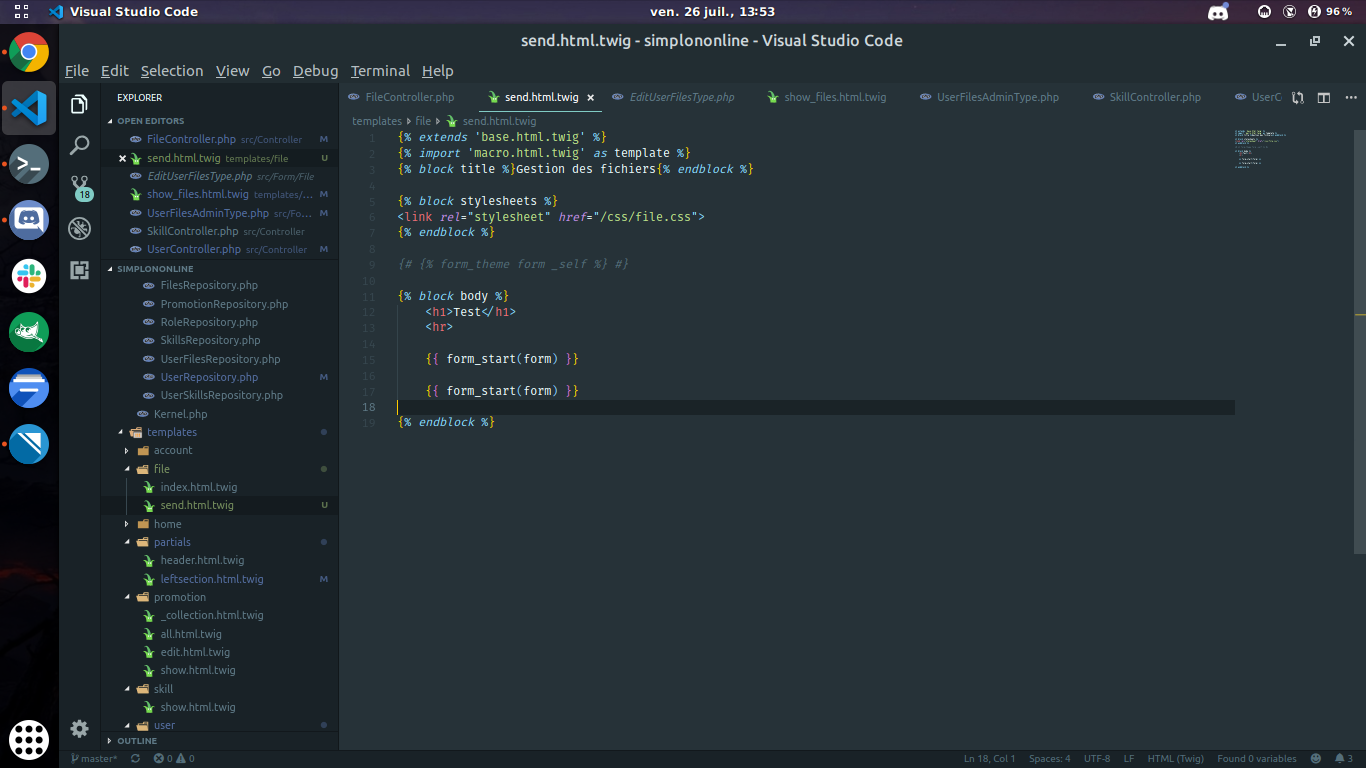 Visual Studio Code
ven. 26 juil., 13:53
96 %
send.html.twig - simplononline - Visual Studio Code
File Edit Selection View Go Debug Terminal Help
EXPLORER
OPEN EDITORS
FileController.php src/Controller M
send.html.twig templates/file U
EditUserFilesType.php src/Form/File
show_files.html.twig templates/... M
UserFilesAdminType.php src/Fo... M
SkillController.php src/Controller
UserController.php src/Controller M
SIMPLONONLINE
FilesRepository.php
PromotionRepository.php
RoleRepository.php
SkillsRepository.php
UserFilesRepository.php
UserRepository.php M
UserSkillsRepository.php
Kernel.php
templates
account
file
index.html.twig
send.html.twig U
home
partials
header.html.twig
leftsection.html.twig M
promotion
_collection.html.twig
all.html.twig
edit.html.twig
show.html.twig
skill
show.html.twig
user
OUTLINE
18
FileController.php send.html.twig EditUserFilesType.php show_files.html.twig UserFilesAdminType.php SkillController.php UserC
templates file send.html.twig
1 {% extends 'base.html.twig' %}
2 {% import 'macro.html.twig' as template %}
3 {% block title %}Gestion des fichiers{% endblock %}
4
5 {% block stylesheets %}
6 <link rel="stylesheet" href="/css/file.css">
7 {% endblock %}
8
9 {# {% form_theme form _self %} #}
10
11 {% block body %}
12 <h1>Test</h1>
13 <hr>
14
15 {{ form_start(form) }}
16
17 {{ form_start(form) }}
18
19 {% endblock %}
master* 0 0
Ln 18, Col 1 Spaces: 4 UTF-8 LF HTML (Twig) Found 0 variables 3